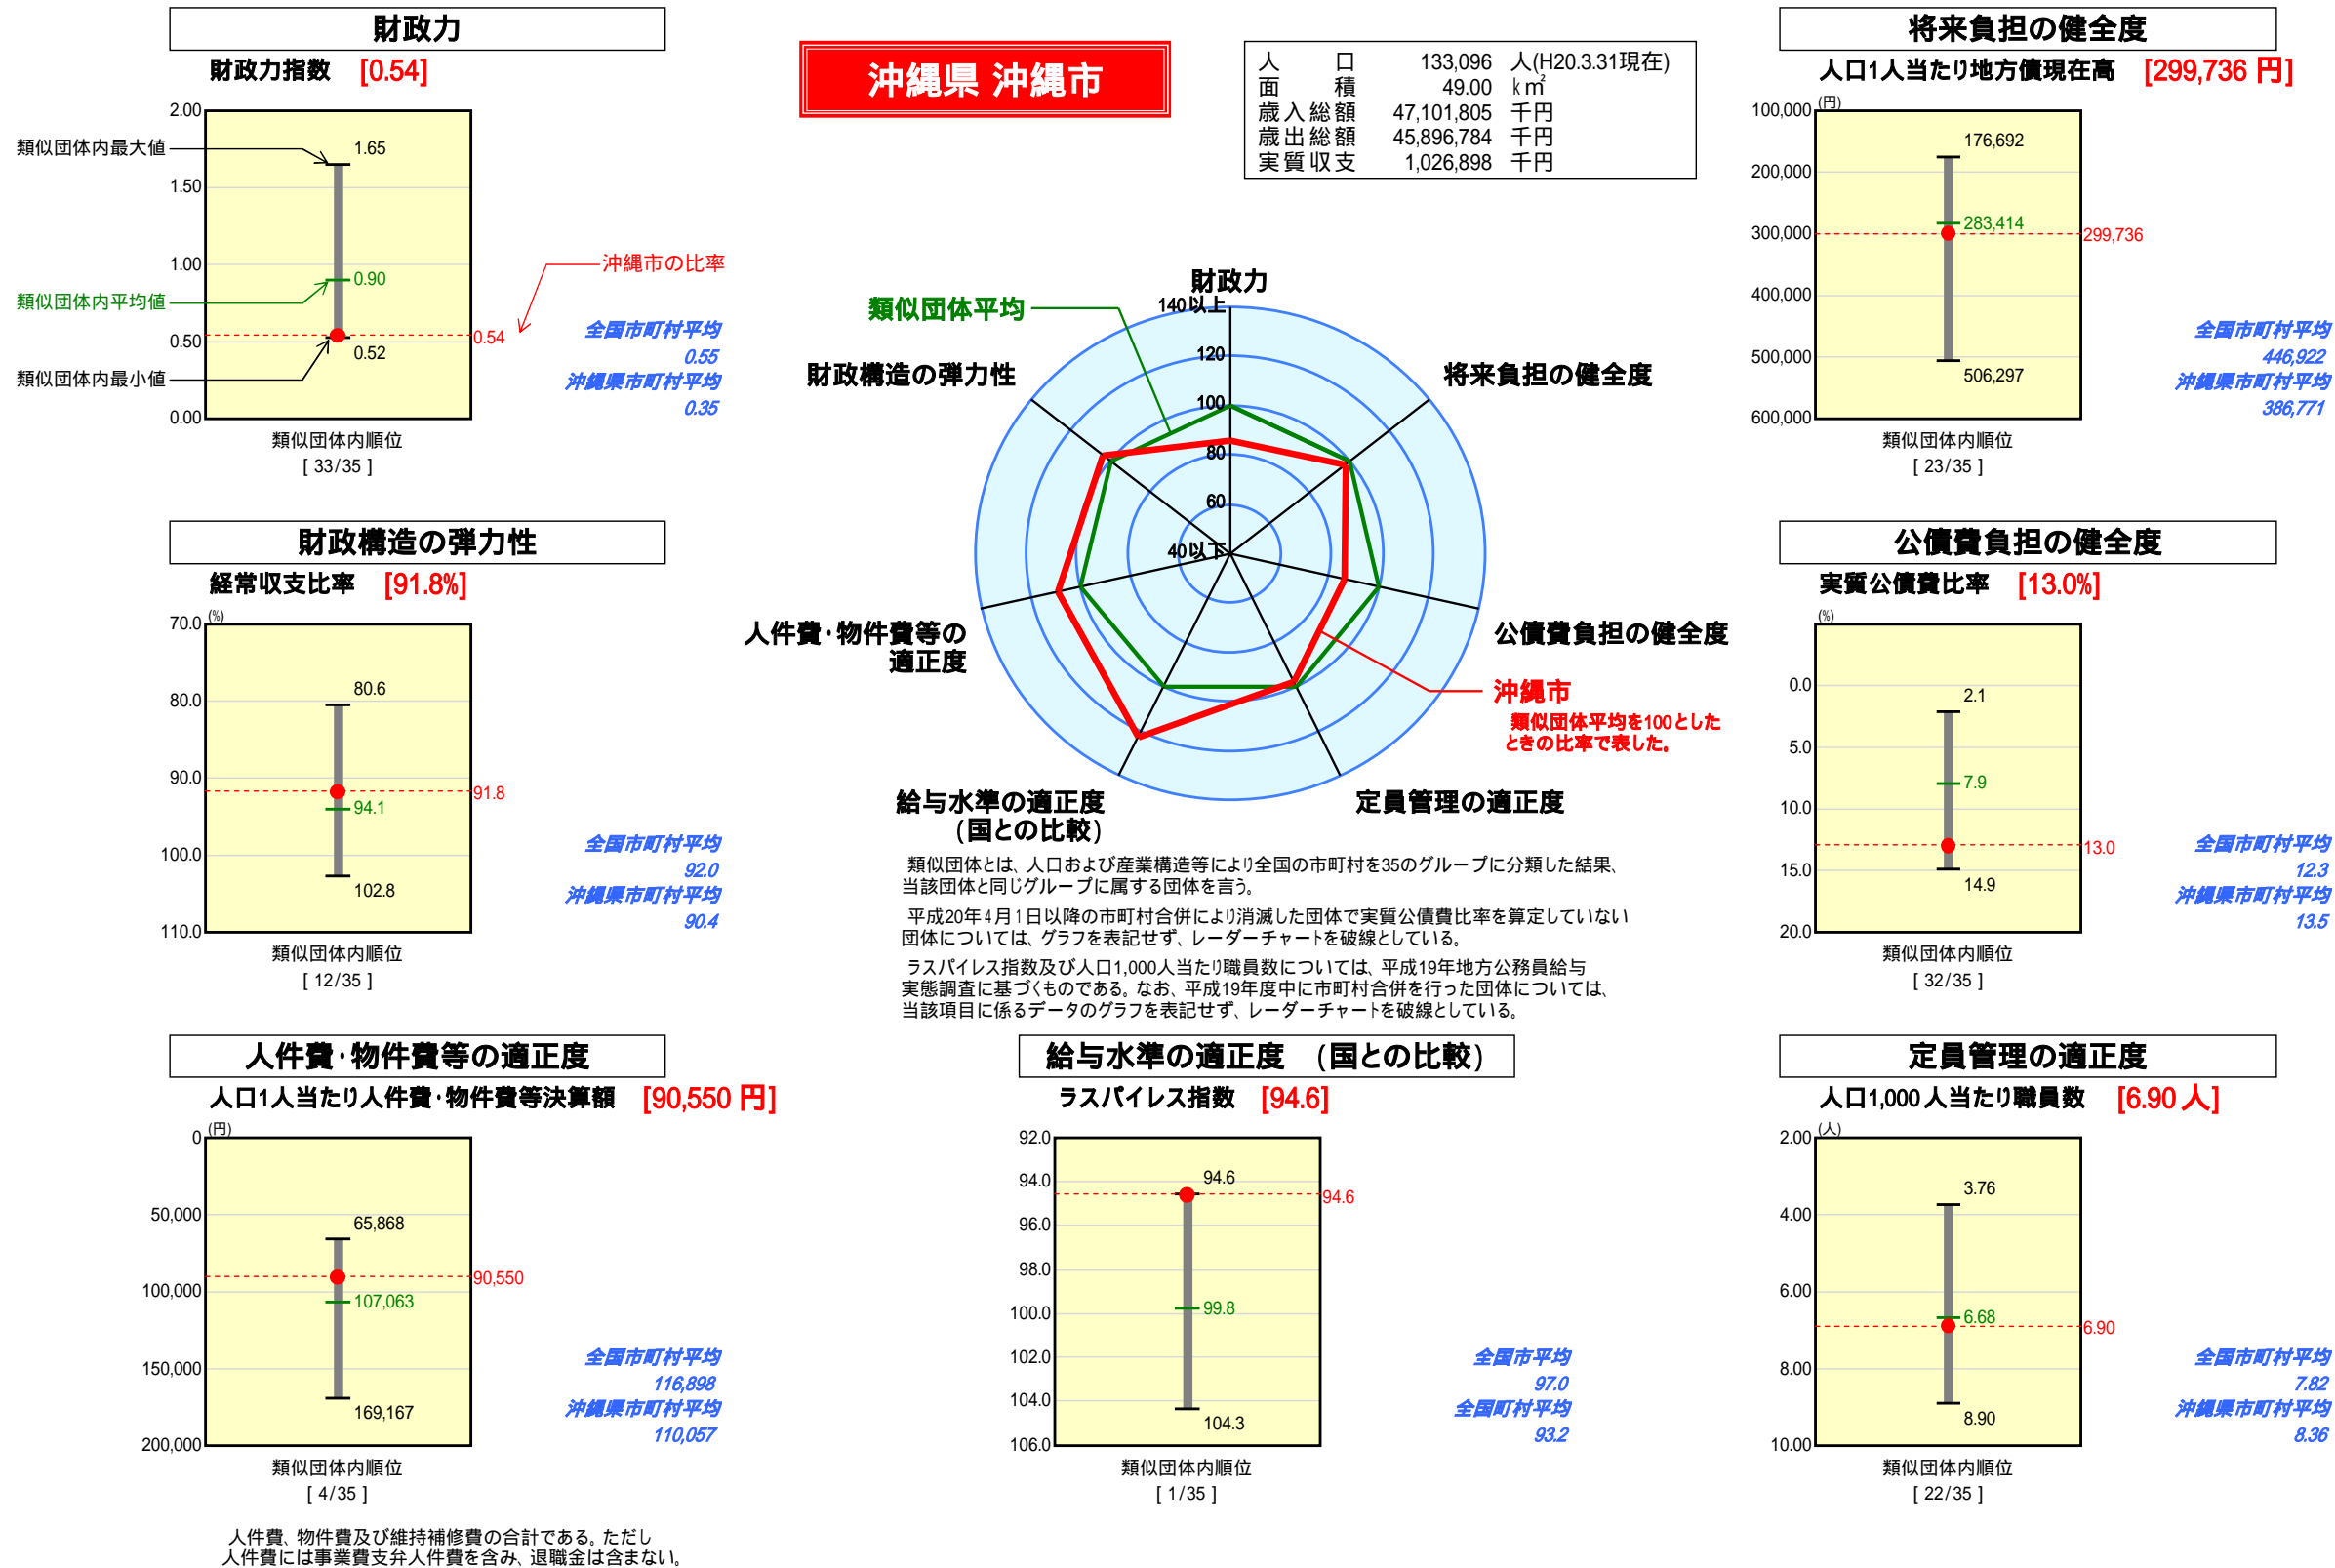 財政力
財政力指数 [0.54]
2.00
1.50
1.00
0.50
0.00
類似団体内最大値
類似団体内平均値
類似団体内最小値
1.65
0.90
0.52
0.54
沖縄市の比率
全国市町村平均
0.55
沖縄県市町村平均
0.35
類似団体内順位
[ 33/35 ]
沖縄県 沖縄市
人口 133,096 人(H20.3.31現在)
面積 49.00 k㎡
歳入総額 47,101,805 千円
歳出総額 45,896,784 千円
実質収支 1,026,898 千円
将来負担の健全度
人口1人当たり地方債現在高 [299,736 円]
(円)
100,000
200,000
300,000
400,000
500,000
600,000
176,692
283,414
299,736
506,297
全国市町村平均
446,922
沖縄県市町村平均
386,771
類似団体内順位
[ 23/35 ]
財政構造の弾力性
経常収支比率 [91.8%]
(%)
70.0
80.0
90.0
100.0
110.0
80.6
91.8
94.1
102.8
全国市町村平均
92.0
沖縄県市町村平均
90.4
類似団体内順位
[ 12/35 ]
類似団体平均
財政力
140以上
120
100
80
60
40以下
財政構造の弾力性
将来負担の健全度
人件費・物件費等の
適正度
公債費負担の健全度
給与水準の適正度
(国との比較)
定員管理の適正度
沖縄市
類似団体平均を100とした
ときの比率で表した。
類似団体とは、人口および産業構造等により全国の市町村を35のグループに分類した結果、
当該団体と同じグループに属する団体を言う。
平成20年4月1日以降の市町村合併により消滅した団体で実質公債費比率を算定していない
団体については、グラフを表記せず、レーダーチャートを破線としている。
ラスパイレス指数及び人口1,000人当たり職員数については、平成19年地方公務員給与
実態調査に基づくものである。なお、平成19年度中に市町村合併を行った団体については、
当該項目に係るデータのグラフを表記せず、レーダーチャートを破線としている。
公債費負担の健全度
実質公債費比率 [13.0%]
(%)
0.0
5.0
10.0
15.0
20.0
2.1
7.9
13.0
14.9
全国市町村平均
12.3
沖縄県市町村平均
13.5
類似団体内順位
[ 32/35 ]
人件費・物件費等の適正度
人口1人当たり人件費・物件費等決算額 [90,550 円]
(円)
0
50,000
100,000
150,000
200,000
65,868
90,550
107,063
169,167
全国市町村平均
116,898
沖縄県市町村平均
110,057
類似団体内順位
[ 4/35 ]
人件費、物件費及び維持補修費の合計である。ただし
人件費には事業費支弁人件費を含み、退職金は含まない。
給与水準の適正度 (国との比較)
ラスパイレス指数 [94.6]
92.0
94.0
96.0
98.0
100.0
102.0
104.0
106.0
94.6
94.6
99.8
104.3
全国市平均
97.0
全国町村平均
93.2
類似団体内順位
[ 1/35 ]
定員管理の適正度
人口1,000人当たり職員数 [6.90 人]
(人)
2.00
4.00
6.00
8.00
10.00
3.76
6.68
6.90
8.90
全国市町村平均
7.82
沖縄県市町村平均
8.36
類似団体内順位
[ 22/35 ]